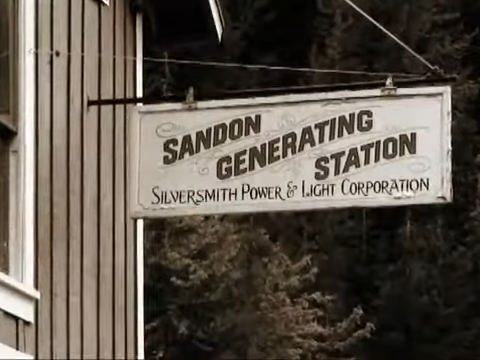 SANDON
GENERATING
STATION
SILVERSMITH POWER & LIGHT CORPORATION